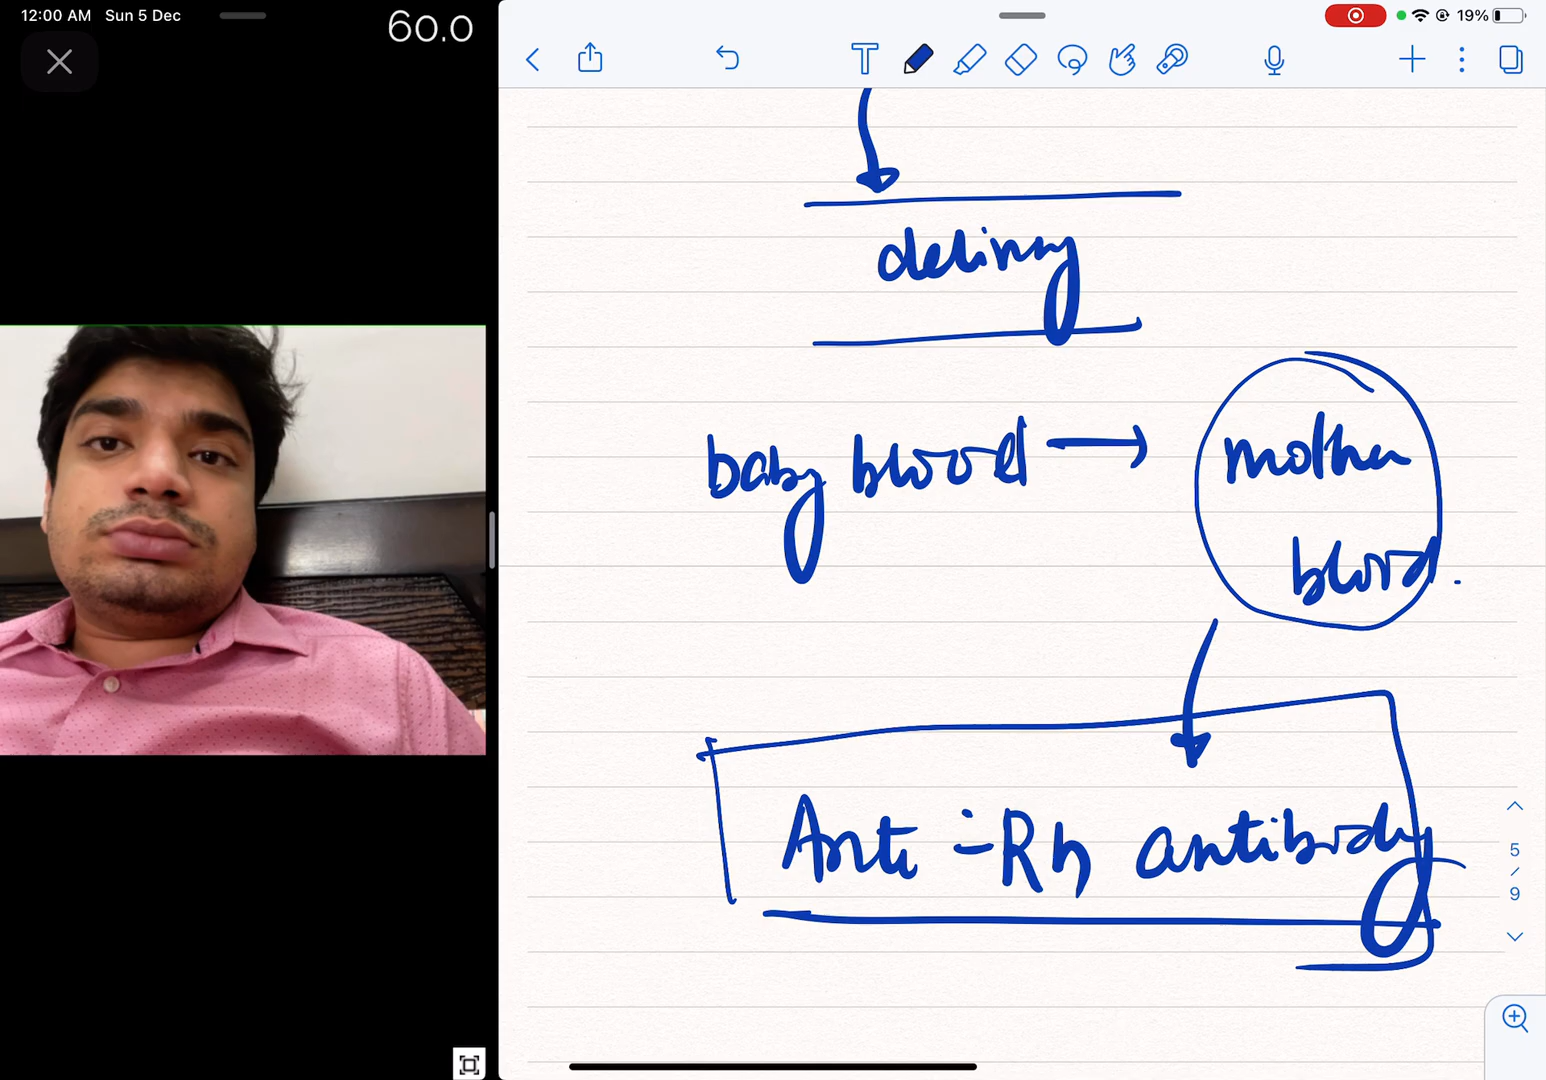 12:00 AM Sun 5 Dec
60.0
19%
T
delivery
baby blood → mother
blood.
Anti-Rh antibody
5
/
9